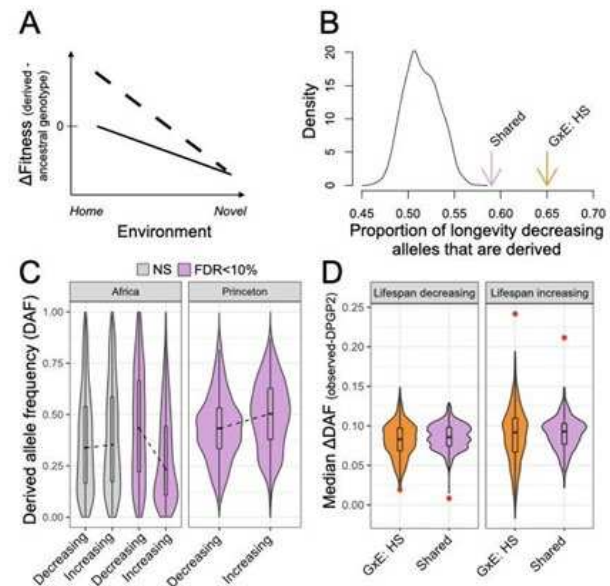 A
ΔFitness (derived -
ancestral genotype)
0
Home
Novel
Environment
B
Density
0
5
10
15
20
Shared
GxE: HS
0.45
0.50
0.55
0.60
0.65
0.70
Proportion of longevity decreasing
alleles that are derived
C
NS
FDR<10%
Africa
Princeton
Derived allele frequency (DAF)
1.00
0.75
0.50
0.25
0.00
Decreasing
Increasing
Decreasing
Increasing
Decreasing
Increasing
D
Lifespan decreasing
Lifespan increasing
Median ΔDAF (observed-DPGP2)
0.25
0.20
0.15
0.10
0.05
0.00
GxE: HS
Shared
GxE: HS
Shared